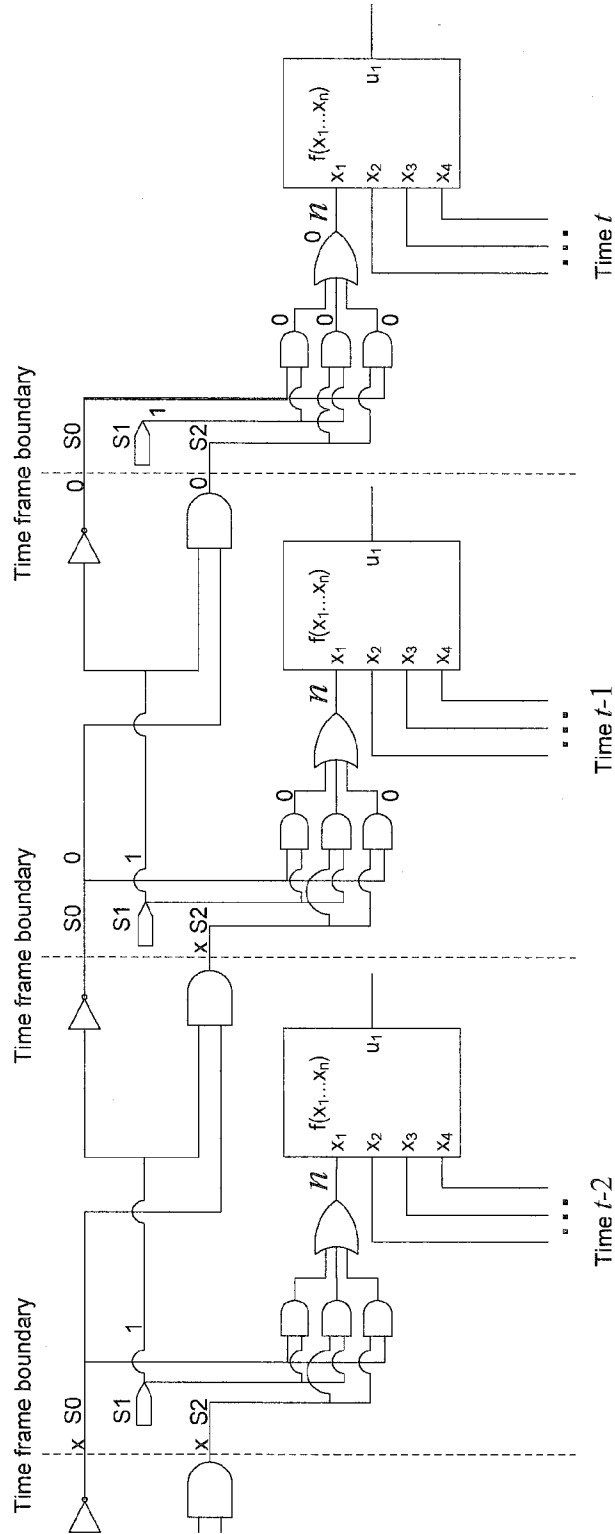 Time frame boundary
Time frame boundary
Time frame boundary
x S0
S1
1
x S2
n
f(x1...xn)
x1
x2
x3
x4
u1
Time t-2
S0
0
S1
1
x S2
0
0
n
f(x1...xn)
x1
x2
x3
x4
u1
Time t-1
0
S0
S1
1
0
S2
0
0
0
0
n
f(x1...xn)
x1
x2
x3
x4
u1
Time t